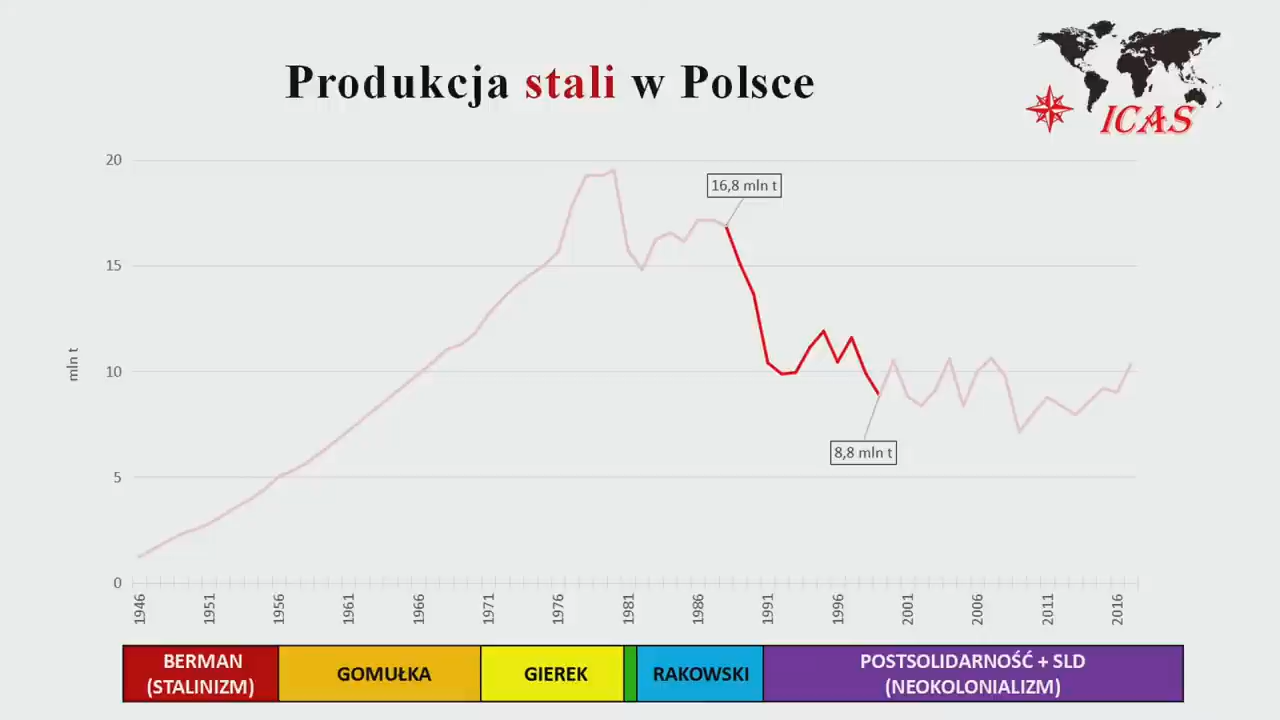 Produkcja stali w Polsce
ICAS
20
15
10
5
0
mln t
16,8 mln t
8,8 mln t
1946
1951
1956
1961
1966
1971
1976
1981
1986
1991
1996
2001
2006
2011
2016
BERMAN
(STALINIZM)
GOMUŁKA
GIEREK
RAKOWSKI
POSTSOLIDARNOŚĆ + SLD
(NEOKOLONIALIZM)